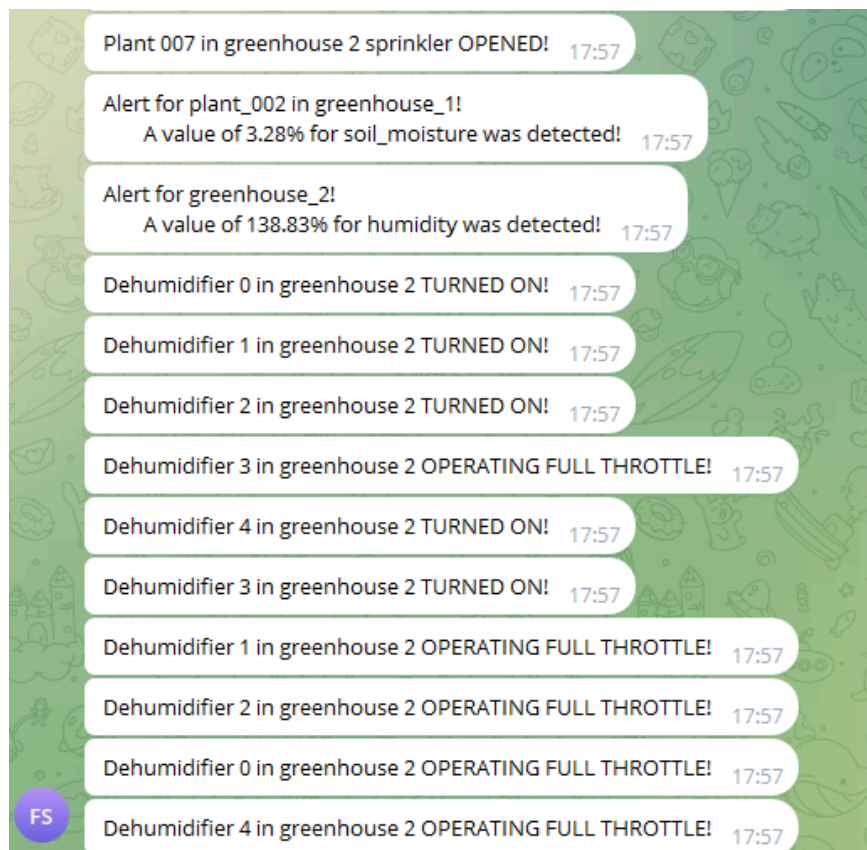 Plant 007 in greenhouse 2 sprinkler OPENED! 17:57
Alert for plant_002 in greenhouse_1!
A value of 3.28% for soil_moisture was detected! 17:57
Alert for greenhouse_2!
A value of 138.83% for humidity was detected! 17:57
Dehumidifier 0 in greenhouse 2 TURNED ON! 17:57
Dehumidifier 1 in greenhouse 2 TURNED ON! 17:57
Dehumidifier 2 in greenhouse 2 TURNED ON! 17:57
Dehumidifier 3 in greenhouse 2 OPERATING FULL THROTTLE! 17:57
Dehumidifier 4 in greenhouse 2 TURNED ON! 17:57
Dehumidifier 3 in greenhouse 2 TURNED ON! 17:57
Dehumidifier 1 in greenhouse 2 OPERATING FULL THROTTLE! 17:57
Dehumidifier 2 in greenhouse 2 OPERATING FULL THROTTLE! 17:57
Dehumidifier 0 in greenhouse 2 OPERATING FULL THROTTLE! 17:57
FS
Dehumidifier 4 in greenhouse 2 OPERATING FULL THROTTLE! 17:57